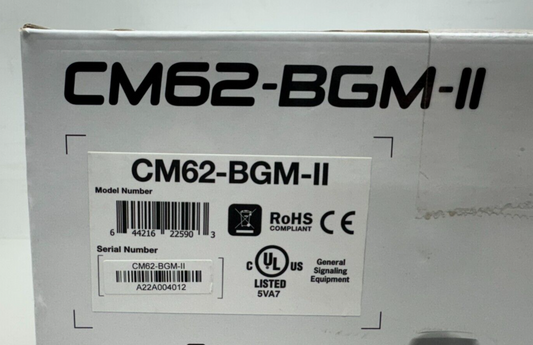 CM62-BGM-II
CM62-BGM-II
Model Number
6 44216 22590 3
RoHS
COMPLIANT
CE
Serial Number
CM62-BGM-II
A22A004012
C UL US
LISTED
5VA7
General
Signaling
Equipment